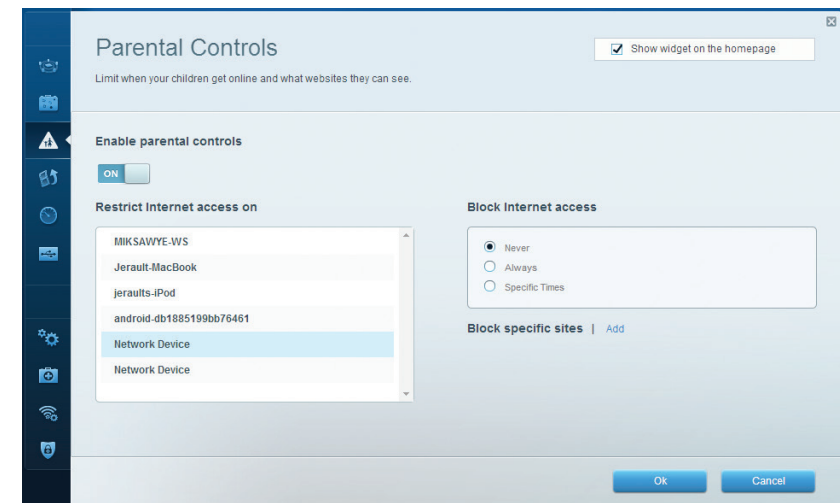 Parental Controls
Show widget on the homepage
Limit when your children get online and what websites they can see.
Enable parental controls
ON
Restrict Internet access on
MIKSAWYE-WS
Jerault-MacBook
jeraults-iPod
android-db1885199bb76461
Network Device
Network Device
Block Internet access
Never
Always
Specific Times
Block specific sites | Add
Ok
Cancel